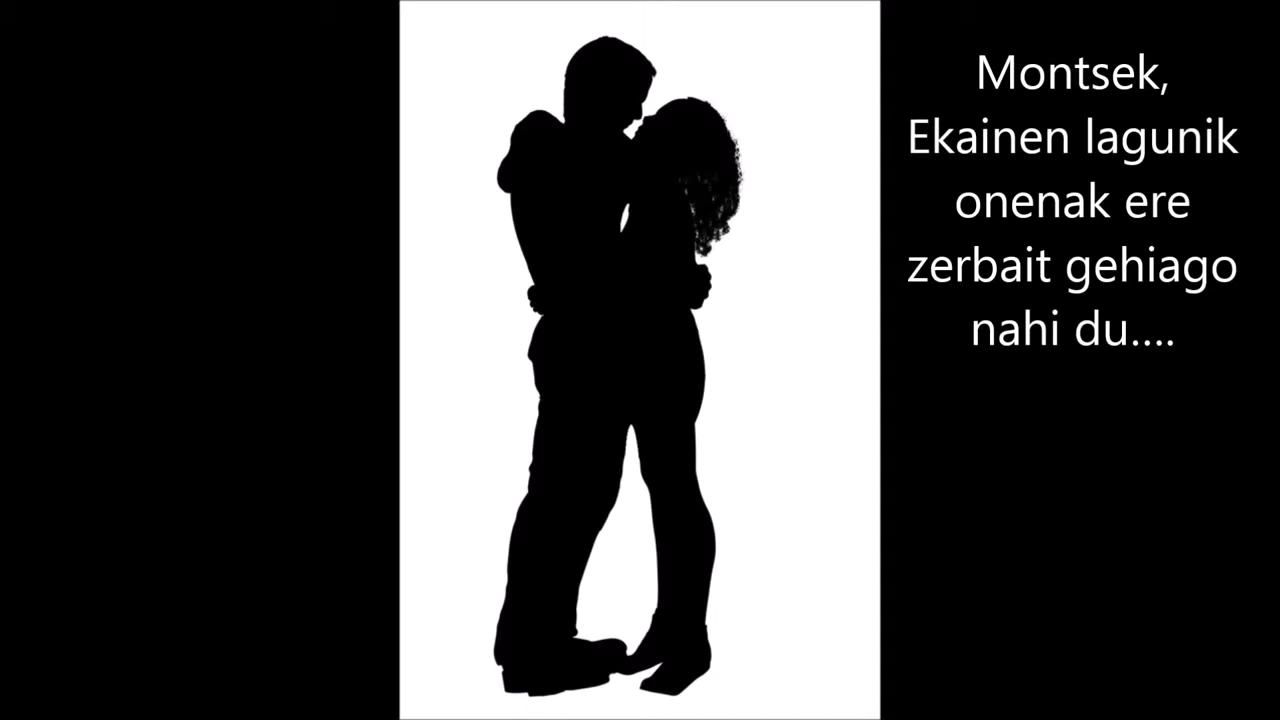 Montsek,
Ekainen lagunik
onenak ere
zerbait gehiago
nahi du....